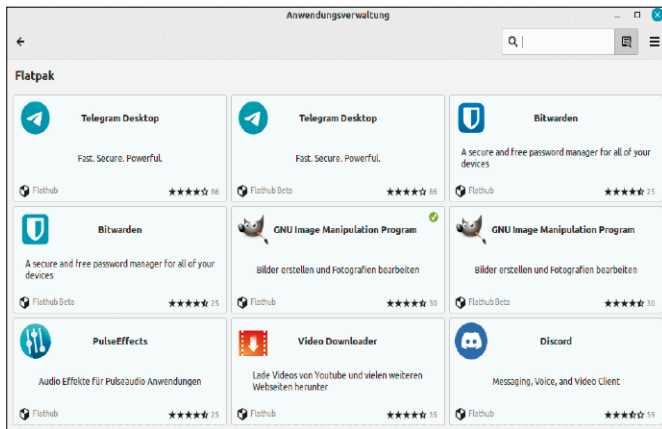 Anwendungsverwaltung
Flatpak
Telegram Desktop
Fast. Secure. Powerful.
Flathub 86
Telegram Desktop
Fast. Secure. Powerful.
Flathub Beta 86
Bitwarden
A secure and free password manager for all of your
devices
Flathub 25
Bitwarden
A secure and free password manager for all of your
devices
Flathub Beta 25
GNU Image Manipulation Program
Bilder erstellen und Fotografien bearbeiten
Flathub 30
GNU Image Manipulation Program
Bilder erstellen und Fotografien bearbeiten
Flathub Beta 30
PulseEffects
Audio Effekte für Pulseaudio Anwendungen
Flathub 25
Video Downloader
Lade Videos von Youtube und vielen weiteren
Webseiten herunter
Flathub 35
Discord
Messaging, Voice, and Video Client
Flathub 59